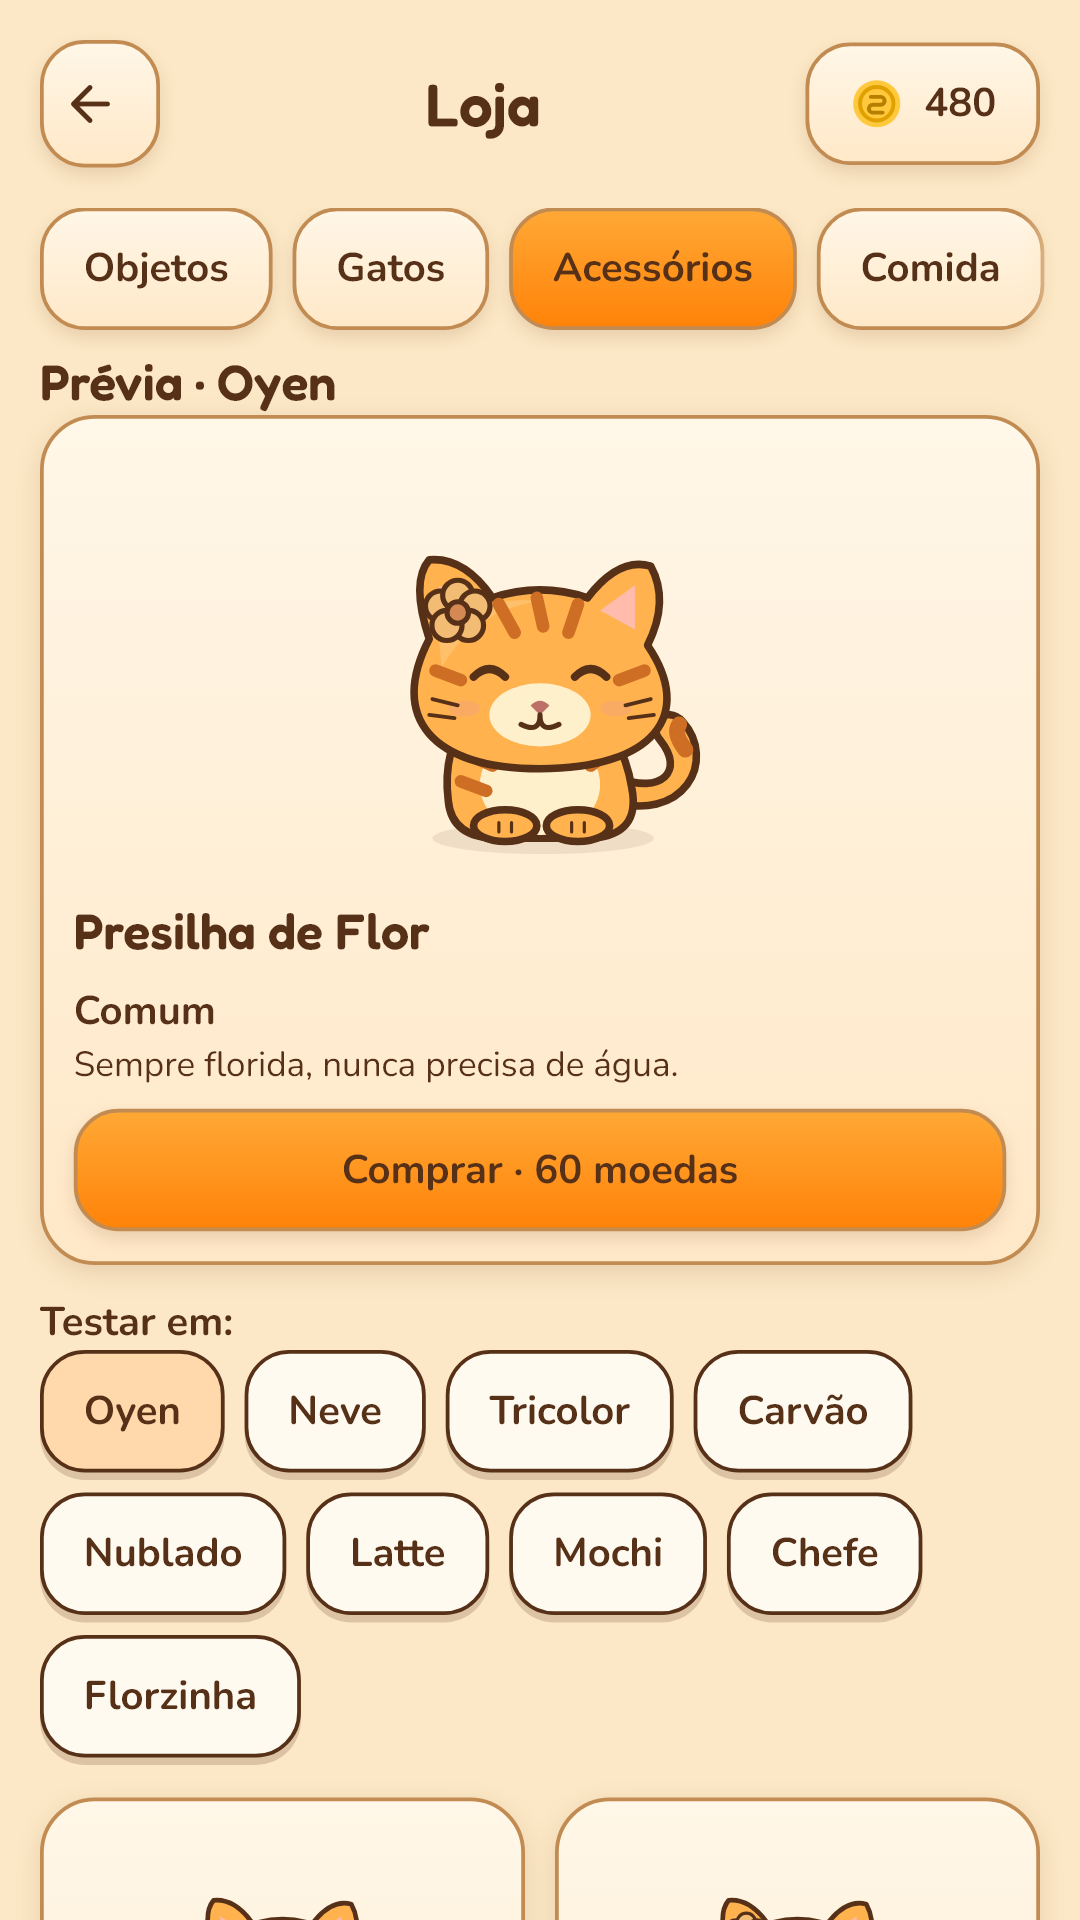 Loja
480
Objetos
Gatos
Acessórios
Comida
Prévia · Oyen
Presilha de Flor
Comum
Sempre florida, nunca precisa de água.
Comprar · 60 moedas
Testar em:
Oyen
Neve
Tricolor
Carvão
Nublado
Latte
Mochi
Chefe
Florzinha